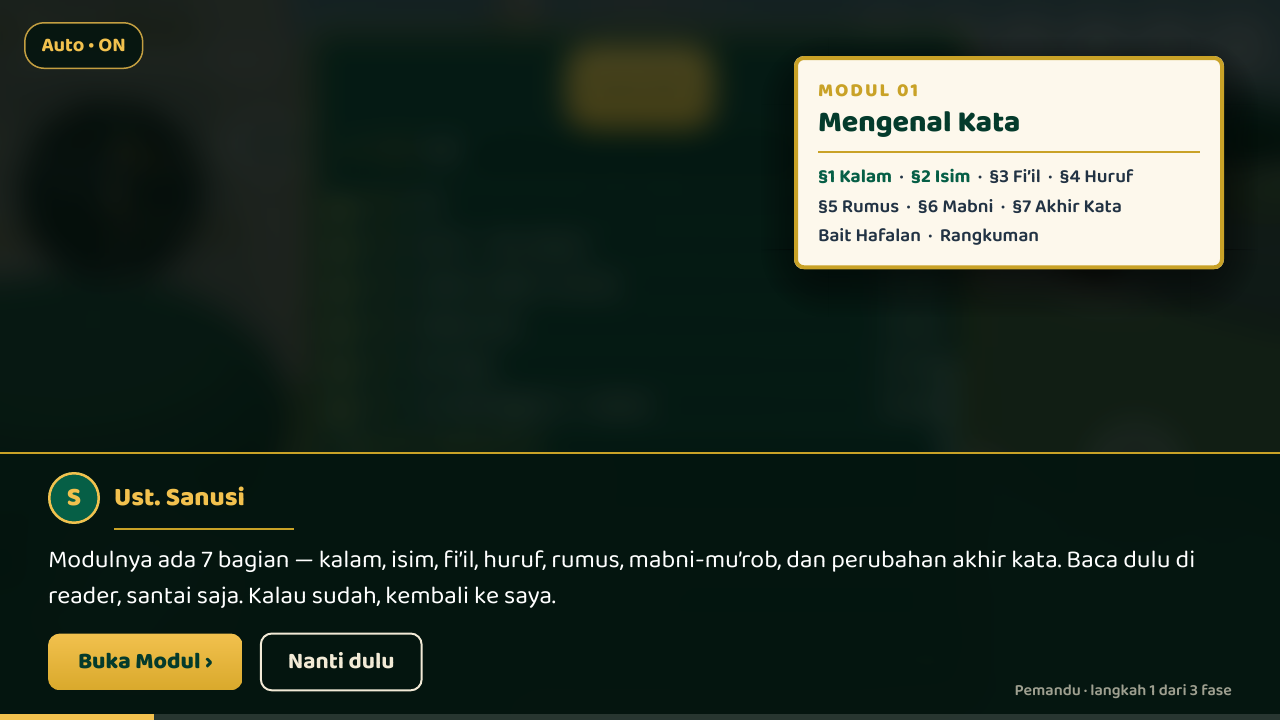 Auto • ON
MODUL 01
Mengenal Kata
§1 Kalam · §2 Isim · §3 Fi’il · §4 Huruf
§5 Rumus · §6 Mabni · §7 Akhir Kata
Bait Hafalan · Rangkuman
S
Ust. Sanusi
Modulnya ada 7 bagian — kalam, isim, fi’il, huruf, rumus, mabni-mu’rob, dan perubahan akhir kata. Baca dulu di
reader, santai saja. Kalau sudah, kembali ke saya.
Buka Modul ›
Nanti dulu
Pemandu · langkah 1 dari 3 fase